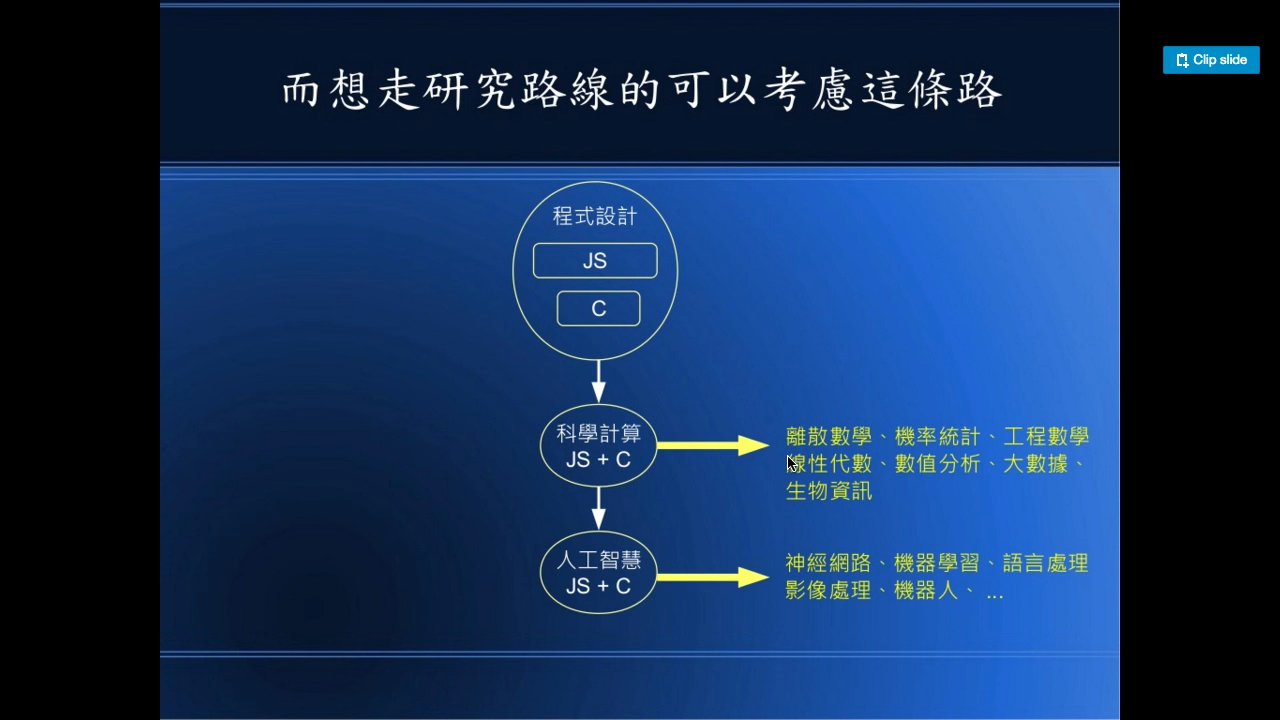 Clip slide
而想走研究路線的可以考慮這條路
程式設計
JS
C
科學計算
JS + C
離散數學、機率統計、工程數學
線性代數、數值分析、大數據、
生物資訊
人工智慧
JS + C
神經網路、機器學習、語言處理
影像處理、機器人、 ...